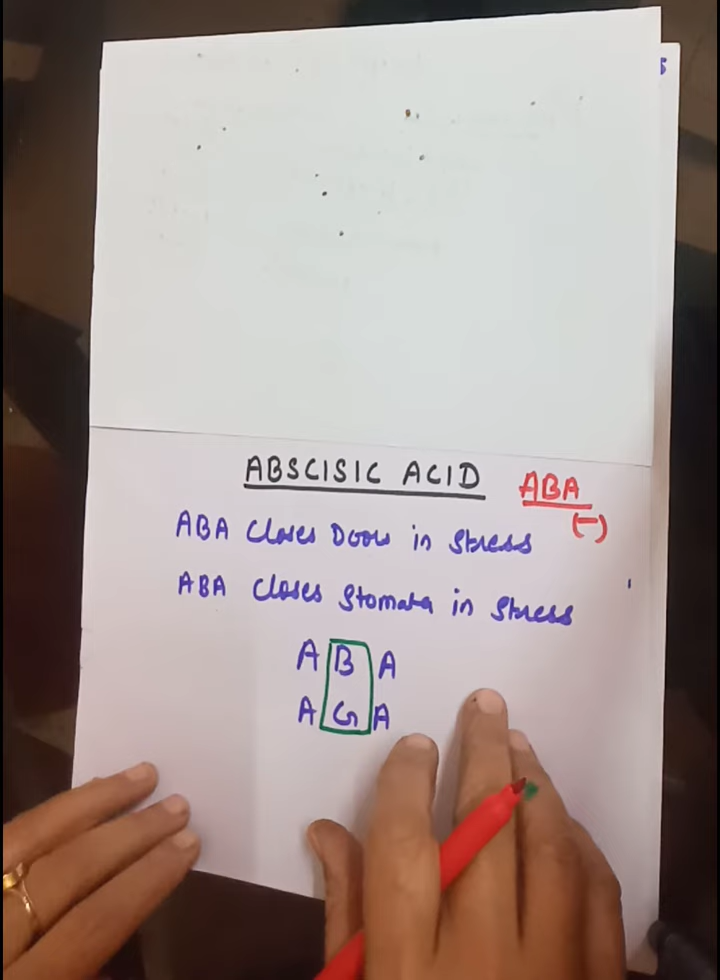 ABSCISIC ACID ABA
(-)
ABA Closes Doors in Stress
ABA Closes Stomata in Stress
A B A
A G A